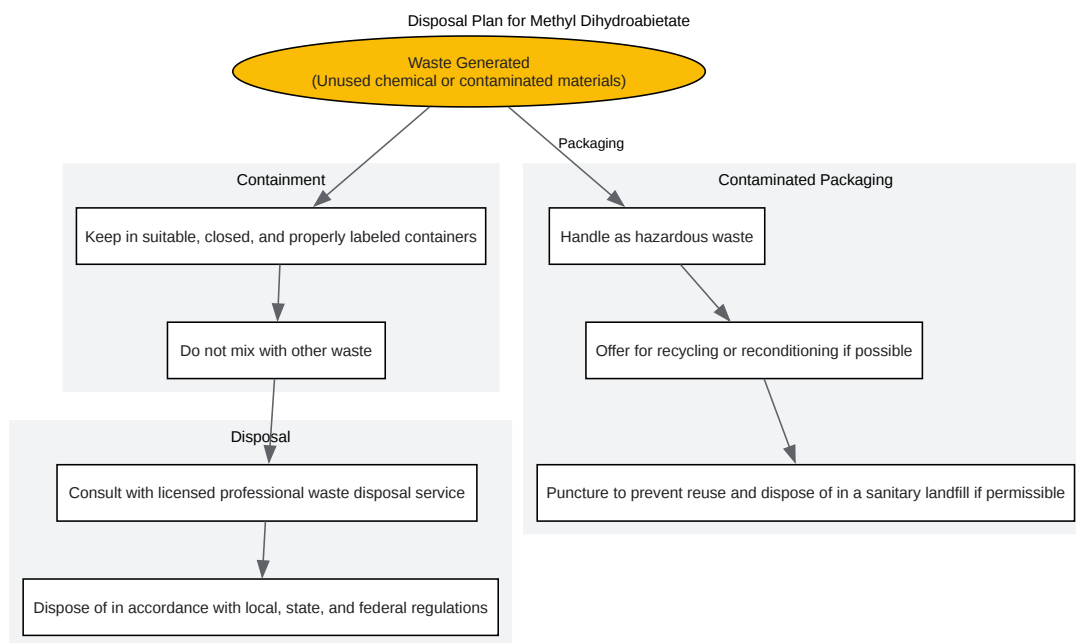 Disposal Plan for Methyl Dihydroabietate
Waste Generated
(Unused chemical or contaminated materials)
Packaging
Containment
Keep in suitable, closed, and properly labeled containers
Do not mix with other waste
Disposal
Consult with licensed professional waste disposal service
Dispose of in accordance with local, state, and federal regulations
Contaminated Packaging
Handle as hazardous waste
Offer for recycling or reconditioning if possible
Puncture to prevent reuse and dispose of in a sanitary landfill if permissible